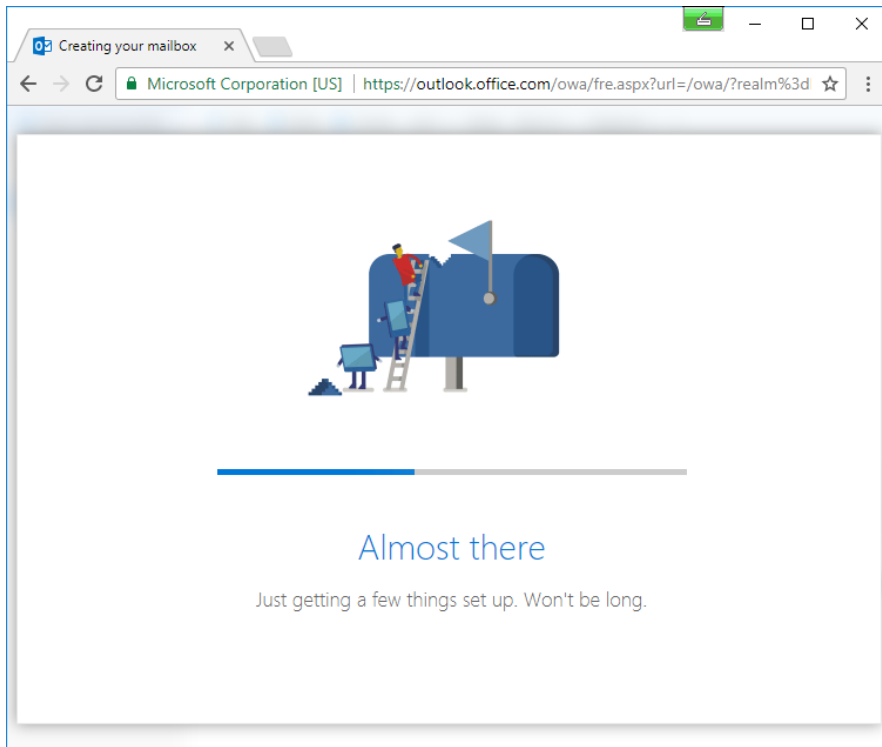 Creating your mailbox
Microsoft Corporation [US] | https://outlook.office.com/owa/fre.aspx?url=/owa/?realm%3d
Almost there
Just getting a few things set up. Won't be long.